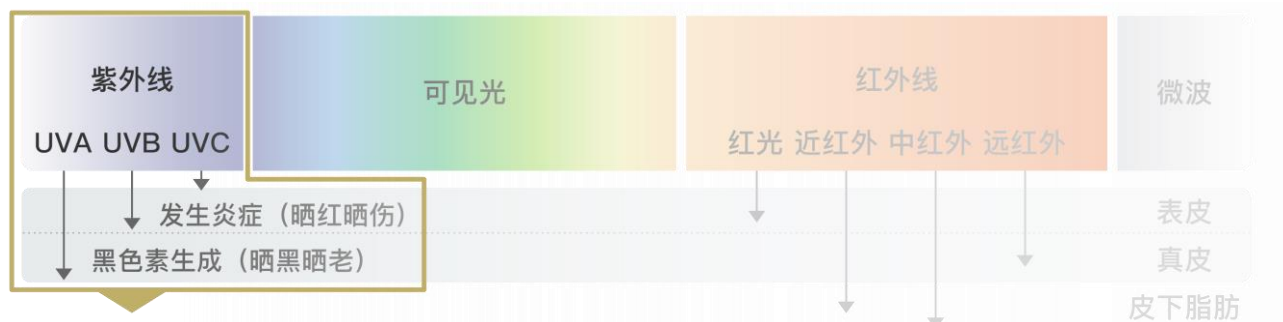 紫外线
可见光
红外线
微波
UVA UVB UVC
红光 近红外 中红外 远红外
发生炎症（晒红晒伤）
表皮
黑色素生成（晒黑晒老）
真皮
皮下脂肪